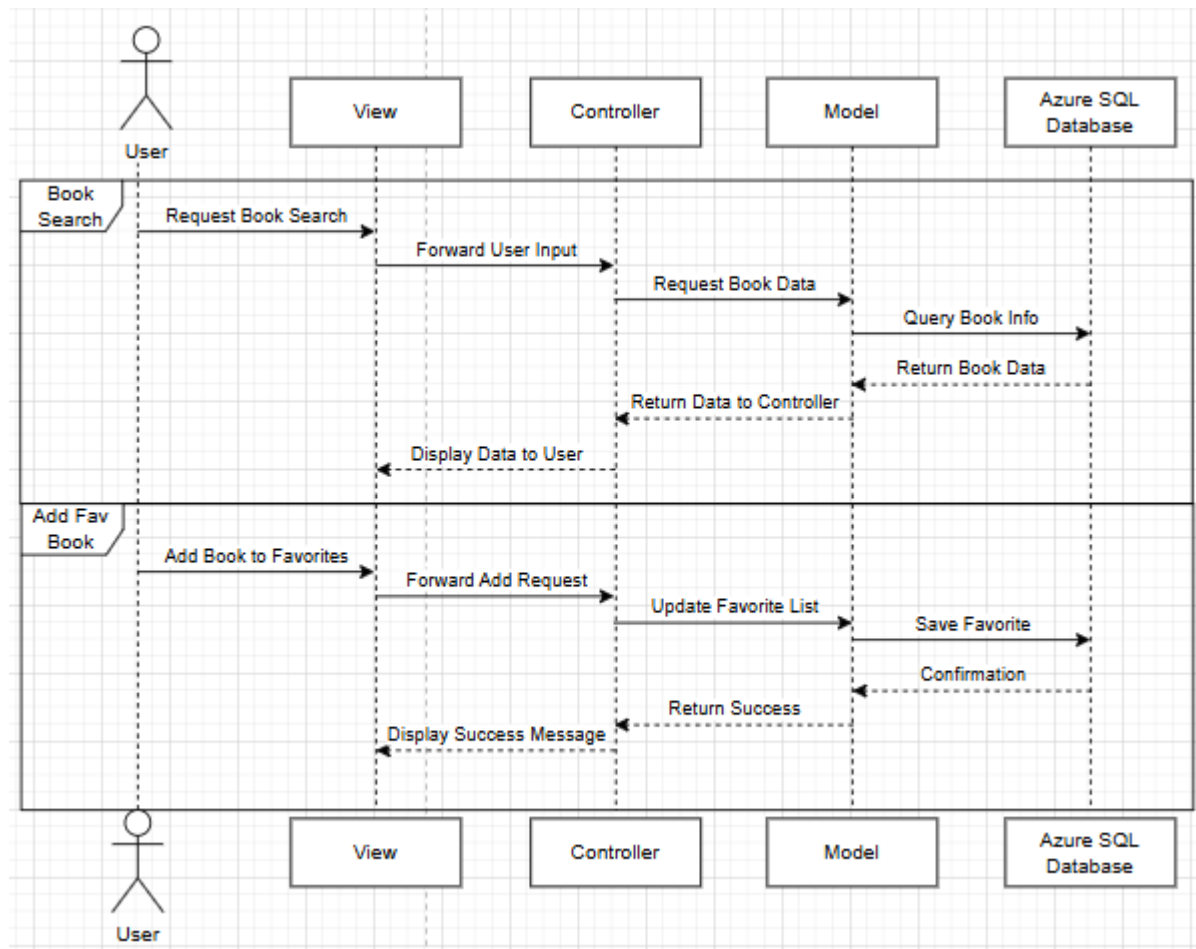 User
View
Controller
Model
Azure SQL
Database
Book
Search
Request Book Search
Forward User Input
Request Book Data
Query Book Info
Return Book Data
Return Data to Controller
Display Data to User
Add Fav
Book
Add Book to Favorites
Forward Add Request
Update Favorite List
Save Favorite
Confirmation
Return Success
Display Success Message
View
Controller
Model
Azure SQL
Database
User